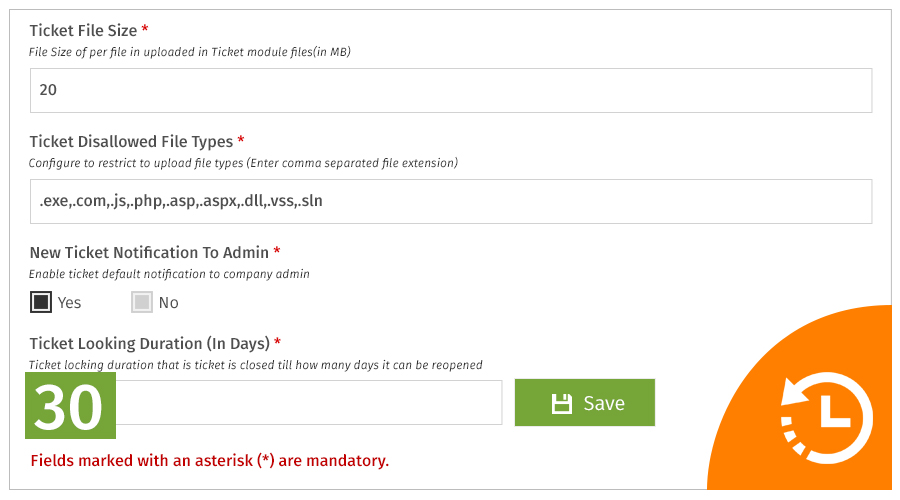 Ticket File Size *
File Size of per file in uploaded in Ticket module files(in MB)
20
Ticket Disallowed File Types *
Configure to restrict to upload file types (Enter comma separated file extension)
.exe,.com,.js,.php,.asp,.aspx,.dll,.vss,.sln
New Ticket Notification To Admin *
Enable ticket default notification to company admin
Yes No
Ticket Looking Duration (In Days) *
Ticket locking duration that is ticket is closed till how many days it can be reopened
30 Save
Fields marked with an asterisk (*) are mandatory.